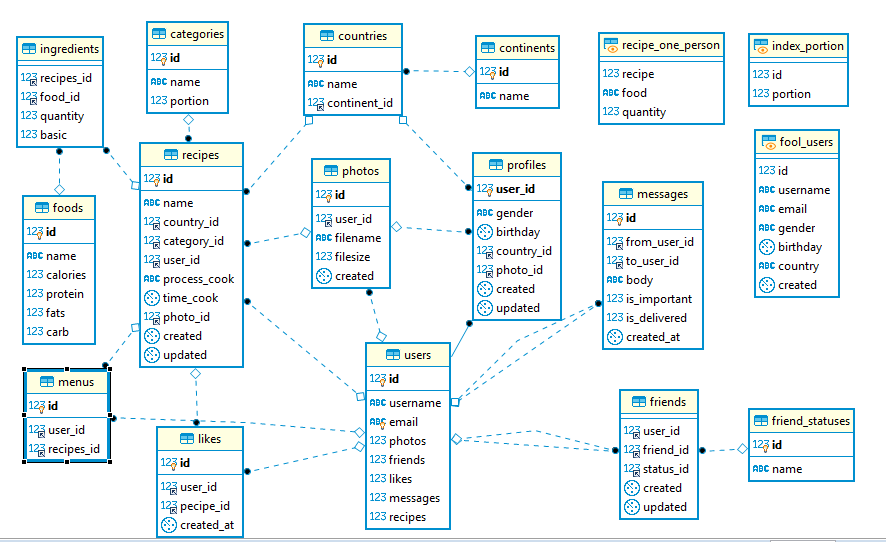 ingredients
123 recipes_id
123 food_id
123 quantity
123 basic
categories
123 id
ABC name
123 portion
countries
123 id
ABC name
123 continent_id
continents
123 id
ABC name
recipe_one_person
123 recipe
ABC food
123 quantity
index_portion
123 id
123 portion
recipes
123 id
ABC name
123 country_id
123 category_id
123 user_id
ABC process_cook
time_cook
123 photo_id
created
updated
photos
123 id
123 user_id
ABC filename
123 filesize
created
profiles
123 user_id
ABC gender
birthday
123 country_id
123 photo_id
created
updated
messages
123 id
123 from_user_id
123 to_user_id
ABC body
123 is_important
123 is_delivered
created_at
fool_users
123 id
ABC username
ABC email
ABC gender
birthday
ABC country
created
foods
123 id
ABC name
123 calories
123 protein
123 fats
123 carb
menus
123 id
123 user_id
123 recipes_id
likes
123 id
123 user_id
123 pecipe_id
created_at
users
123 id
ABC username
ABC email
123 photos
123 friends
123 likes
123 messages
123 recipes
friends
123 user_id
123 friend_id
123 status_id
created
updated
friend_statuses
123 id
ABC name